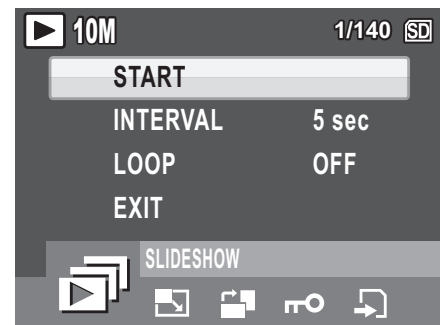 10M 1/140 SD
START
INTERVAL 5 sec
LOOP OFF
EXIT
SLIDESHOW